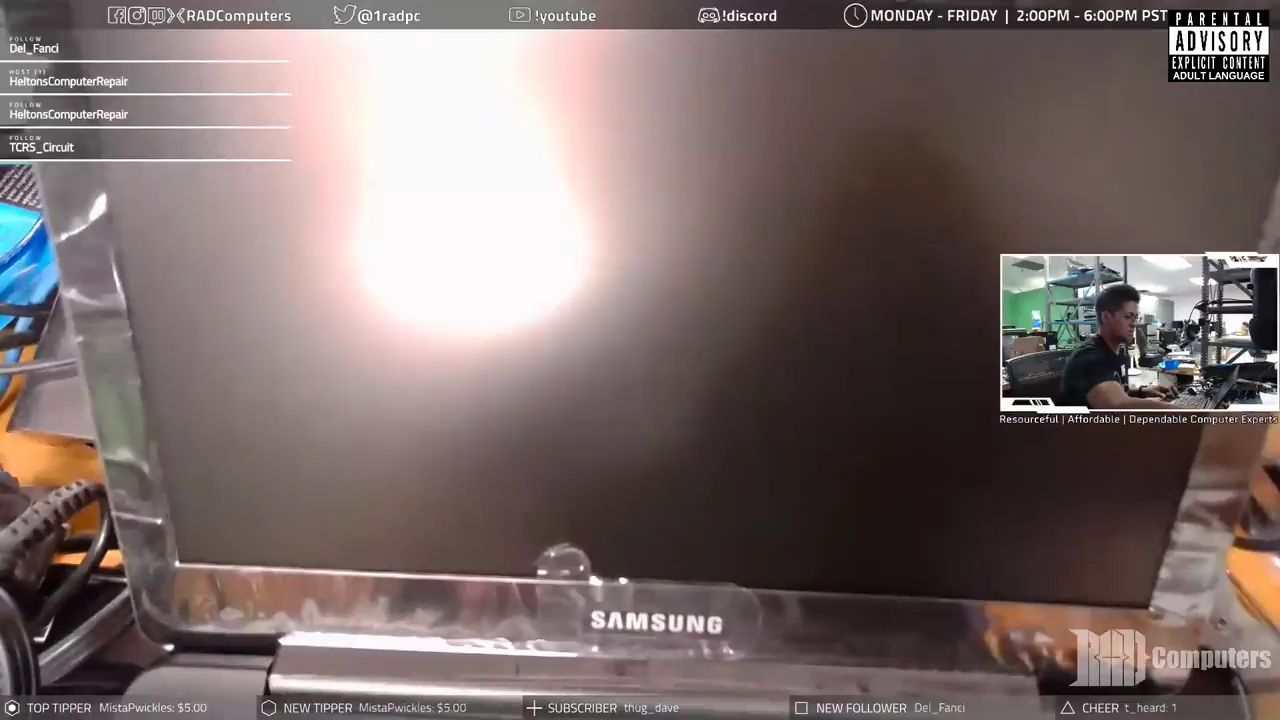 RADComputers @1radpc !youtube !discord MONDAY - FRIDAY | 2:00PM - 6:00PM PST
PARENTAL
ADVISORY
EXPLICIT CONTENT
ADULT LANGUAGE
FOLLOW
Del_Fanci
HOST (1)
HeltonsComputerRepair
FOLLOW
HeltonsComputerRepair
FOLLOW
TCRS_Circuit
Resourceful | Affordable | Dependable Computer Experts
SAMSUNG
RAD Computers
TOP TIPPER MistaPwickles: $5.00 NEW TIPPER MistaPwickles: $5.00 SUBSCRIBER thug_dave NEW FOLLOWER Del_Fanci CHEER t_heard: 1